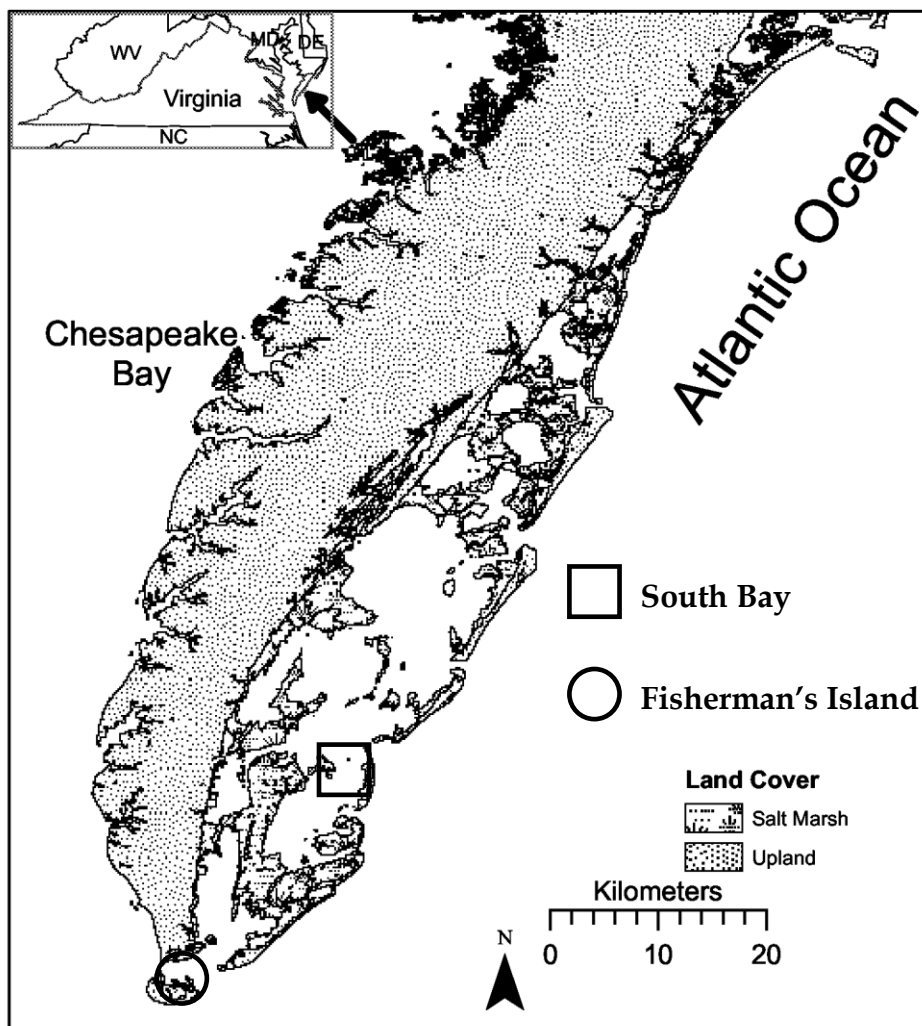 WV
MD
DE
Virginia
NC
Atlantic Ocean
Chesapeake
Bay
South Bay
Fisherman’s Island
Land Cover
Salt Marsh
Upland
Kilometers
N
0 10 20